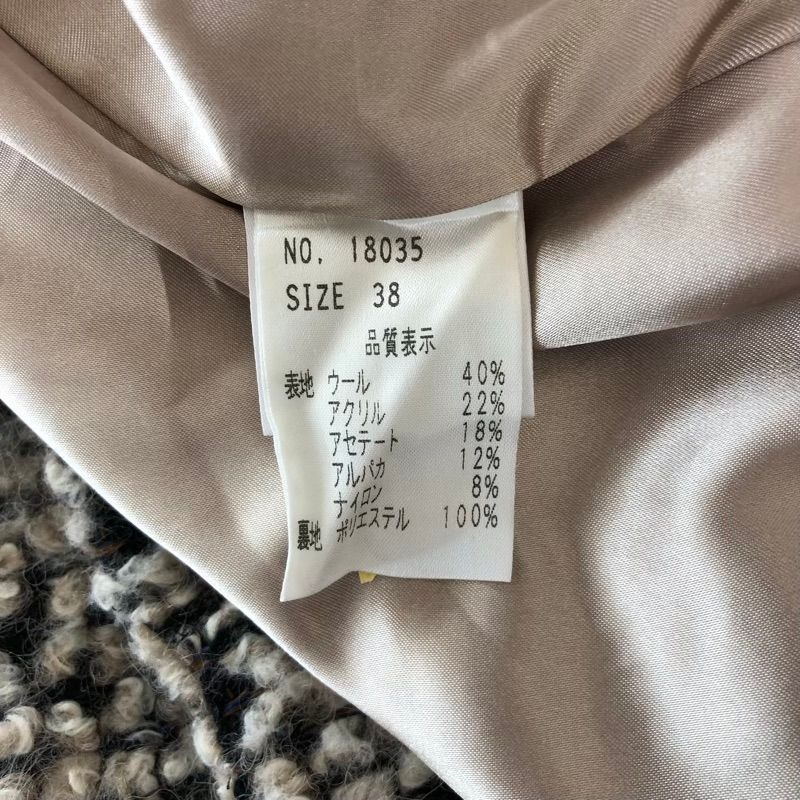 NO. 18035
SIZE 38
品質表示
表地 ウール 40%
アクリル 22%
アセテート 18%
アルパカ 12%
ナイロン 8%
裏地 ポリエステル 100%